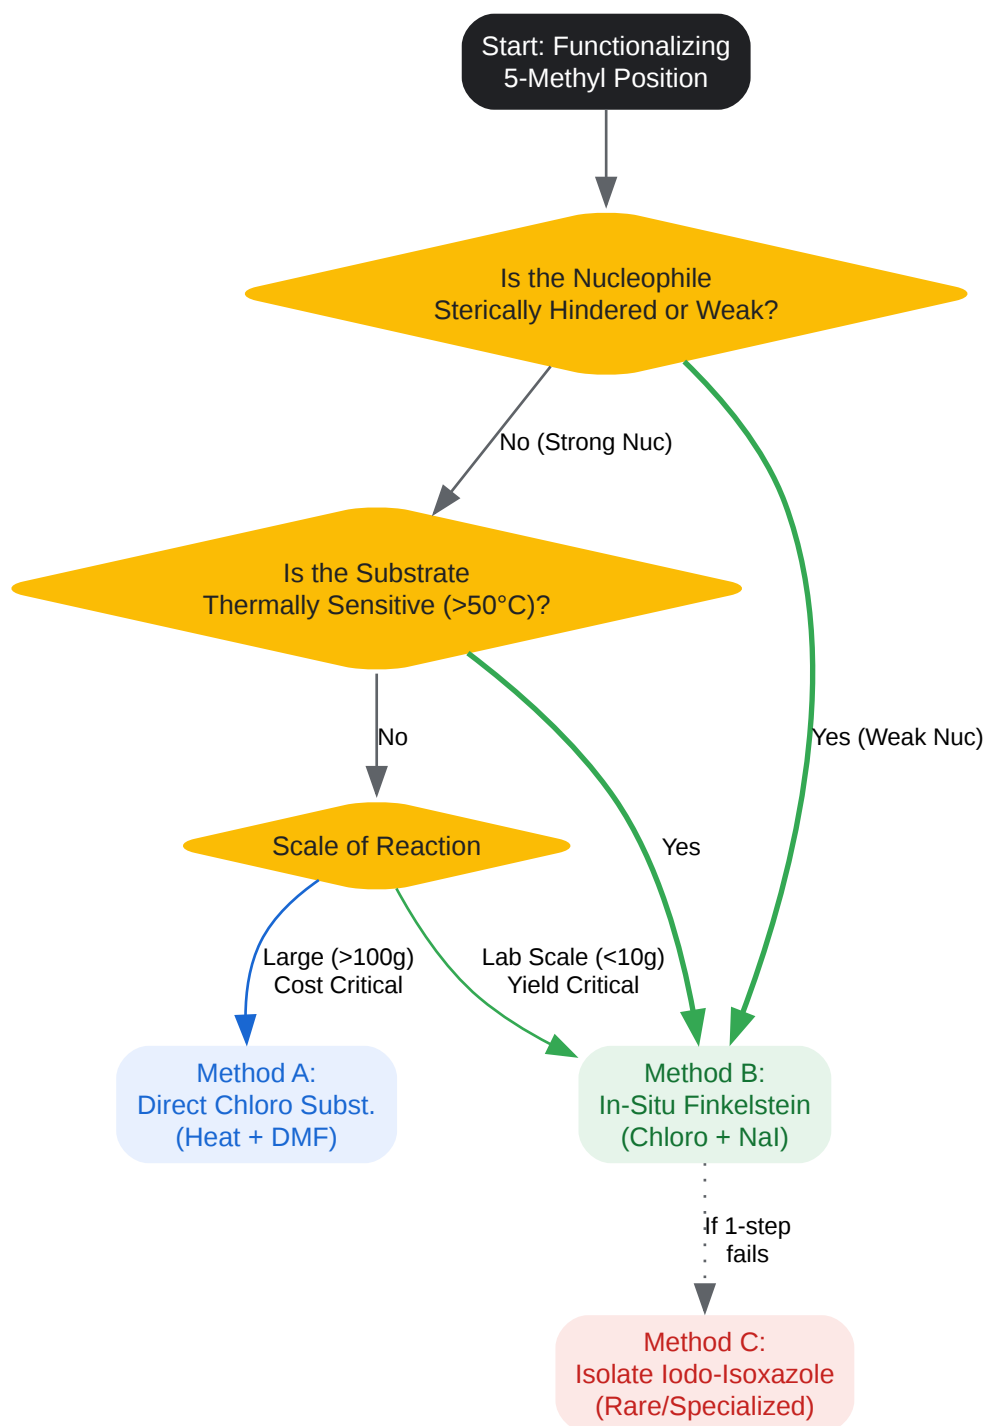 Start: Functionalizing
5-Methyl Position
Is the Nucleophile
Sterically Hindered or Weak?
No (Strong Nuc)
Is the Substrate
Thermally Sensitive (>50°C)?
No
Yes (Weak Nuc)
Scale of Reaction
Yes
Large (>100g)
Cost Critical
Lab Scale (<10g)
Yield Critical
Method A:
Direct Chloro Subst.
(Heat + DMF)
Method B:
In-Situ Finkelstein
(Chloro + NaI)
If 1-step
fails
Method C:
Isolate Iodo-Isoxazole
(Rare/Specialized)